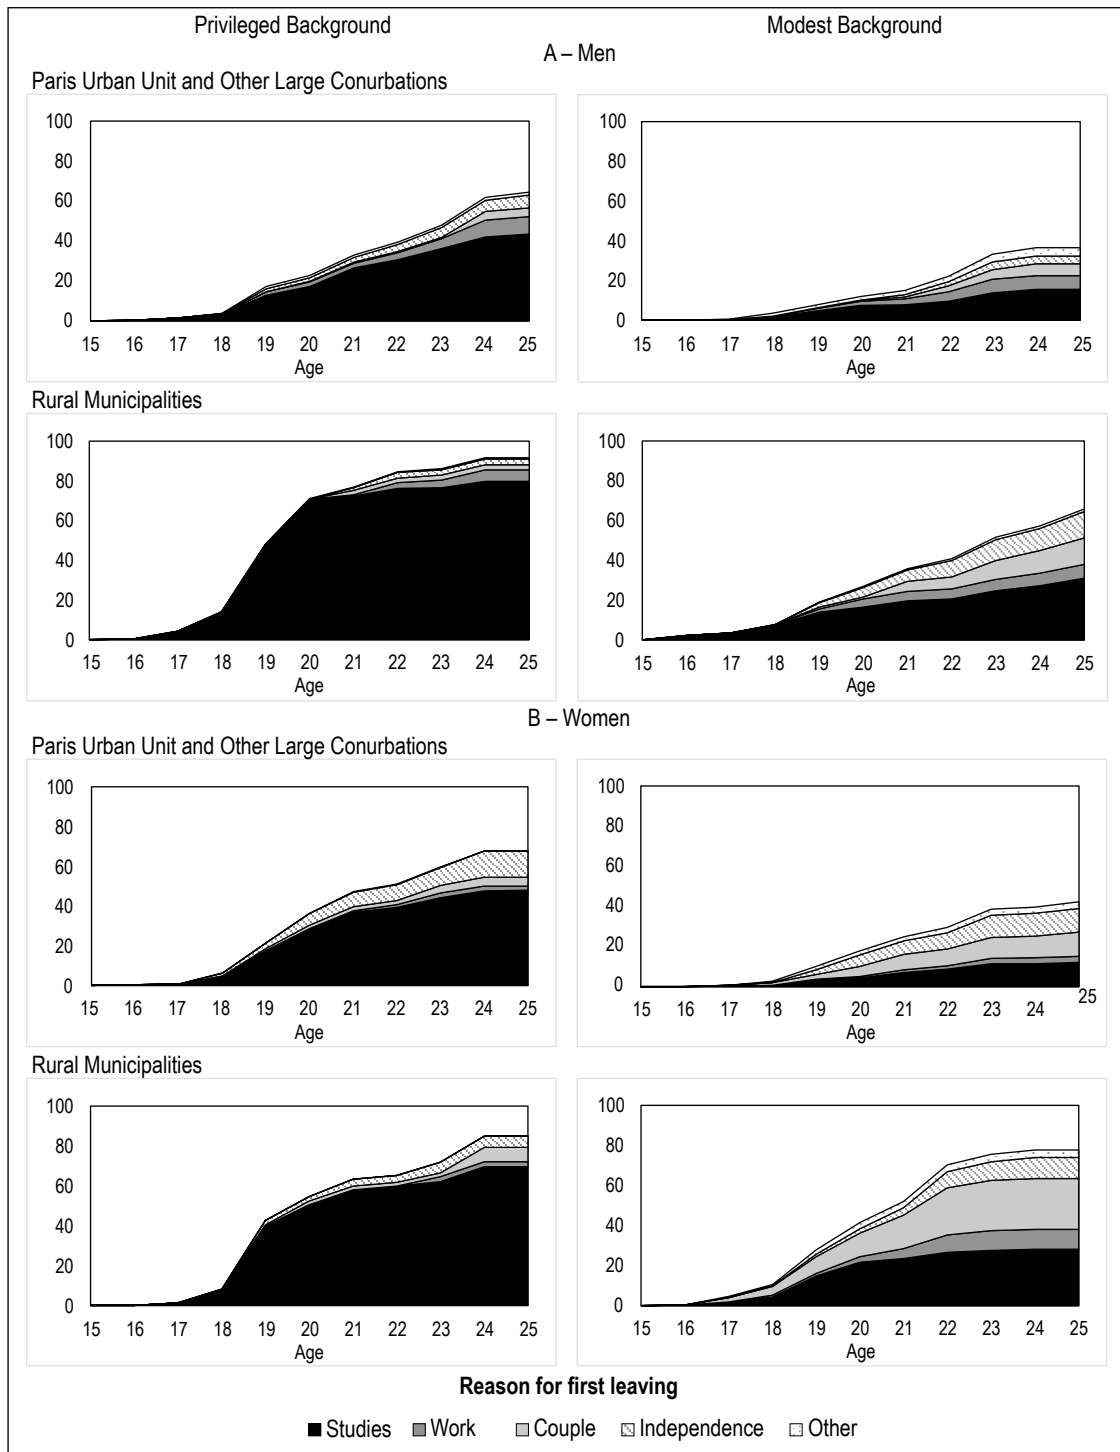 Privileged Background Modest Background
A – Men
Paris Urban Unit and Other Large Conurbations
100 100
80 80
60 60
40 40
20 20
0 0
15 16 17 18 19 20 21 22 23 24 25 15 16 17 18 19 20 21 22 23 24 25
Age Age
Rural Municipalities
100 100
80 80
60 60
40 40
20 20
0 0
15 16 17 18 19 20 21 22 23 24 25 15 16 17 18 19 20 21 22 23 24 25
Age Age
B – Women
Paris Urban Unit and Other Large Conurbations
100 100
80 80
60 60
40 40
20 20
0 0
15 16 17 18 19 20 21 22 23 24 25 15 16 17 18 19 20 21 22 23 24 25
Age Age
Rural Municipalities
100 100
80 80
60 60
40 40
20 20
0 0
15 16 17 18 19 20 21 22 23 24 25 15 16 17 18 19 20 21 22 23 24 25
Age Age
Reason for first leaving
Studies Work Couple Independence Other